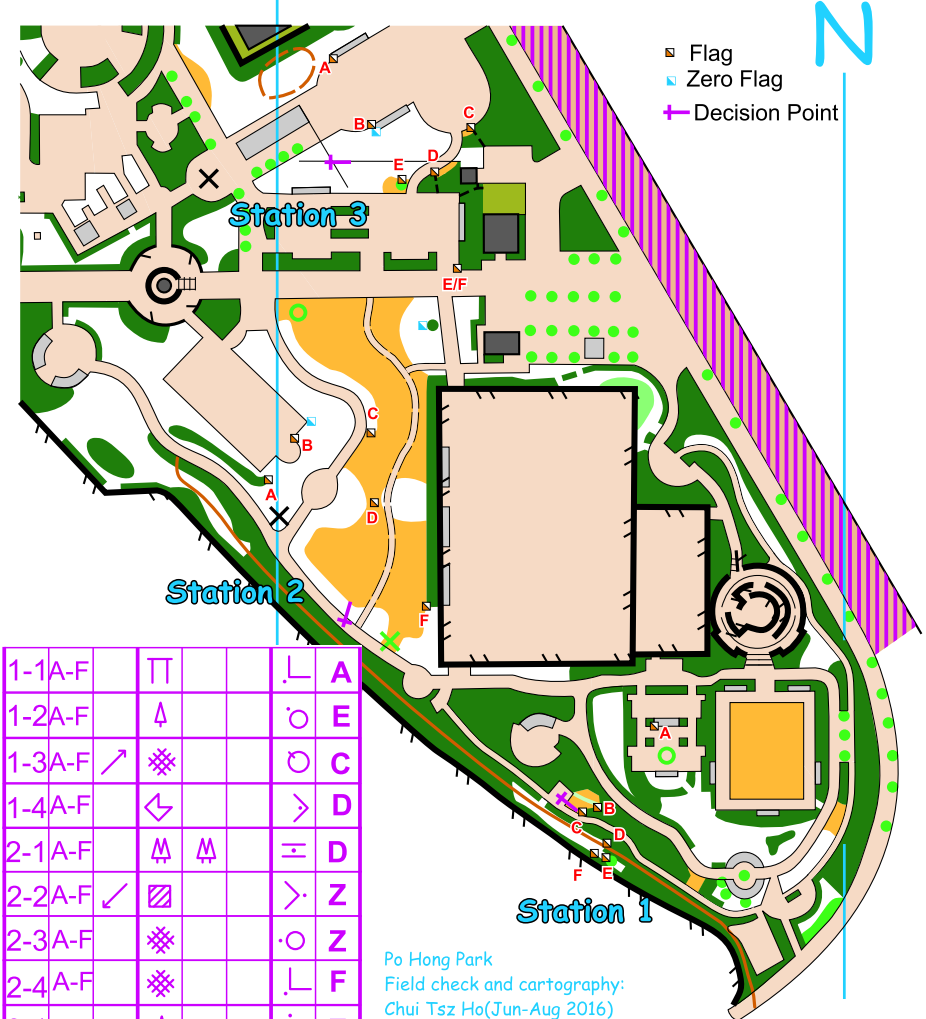 N
Flag
Zero Flag
Decision Point
A
B
C
D
E
Station 3
E/F
C
B
A
D
Station 2
F
A
B
C
D
F
E
Station 1
1-1 A-F A
1-2 A-F E
1-3 A-F C
1-4 A-F D
2-1 A-F D
2-2 A-F Z
2-3 A-F Z
2-4 A-F F
Po Hong Park
Field check and cartography:
Chui Tsz Ho(Jun-Aug 2016)